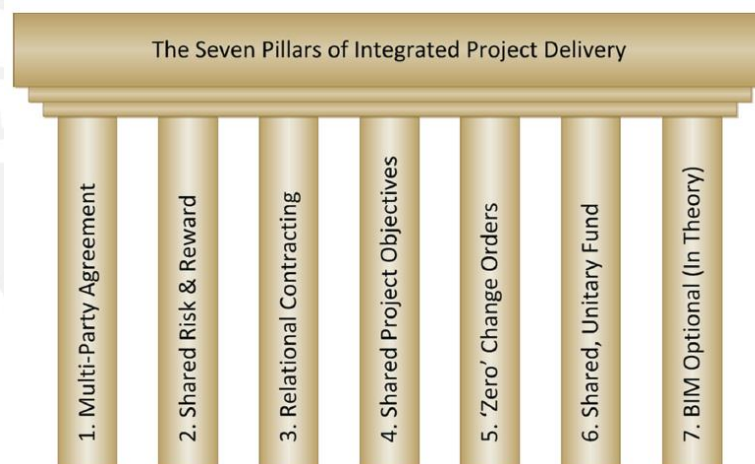 The Seven Pillars of Integrated Project Delivery
1. Multi-Party Agreement
2. Shared Risk & Reward
3. Relational Contracting
4. Shared Project Objectives
5. ‘Zero’ Change Orders
6. Shared, Unitary Fund
7. BIM Optional (In Theory)